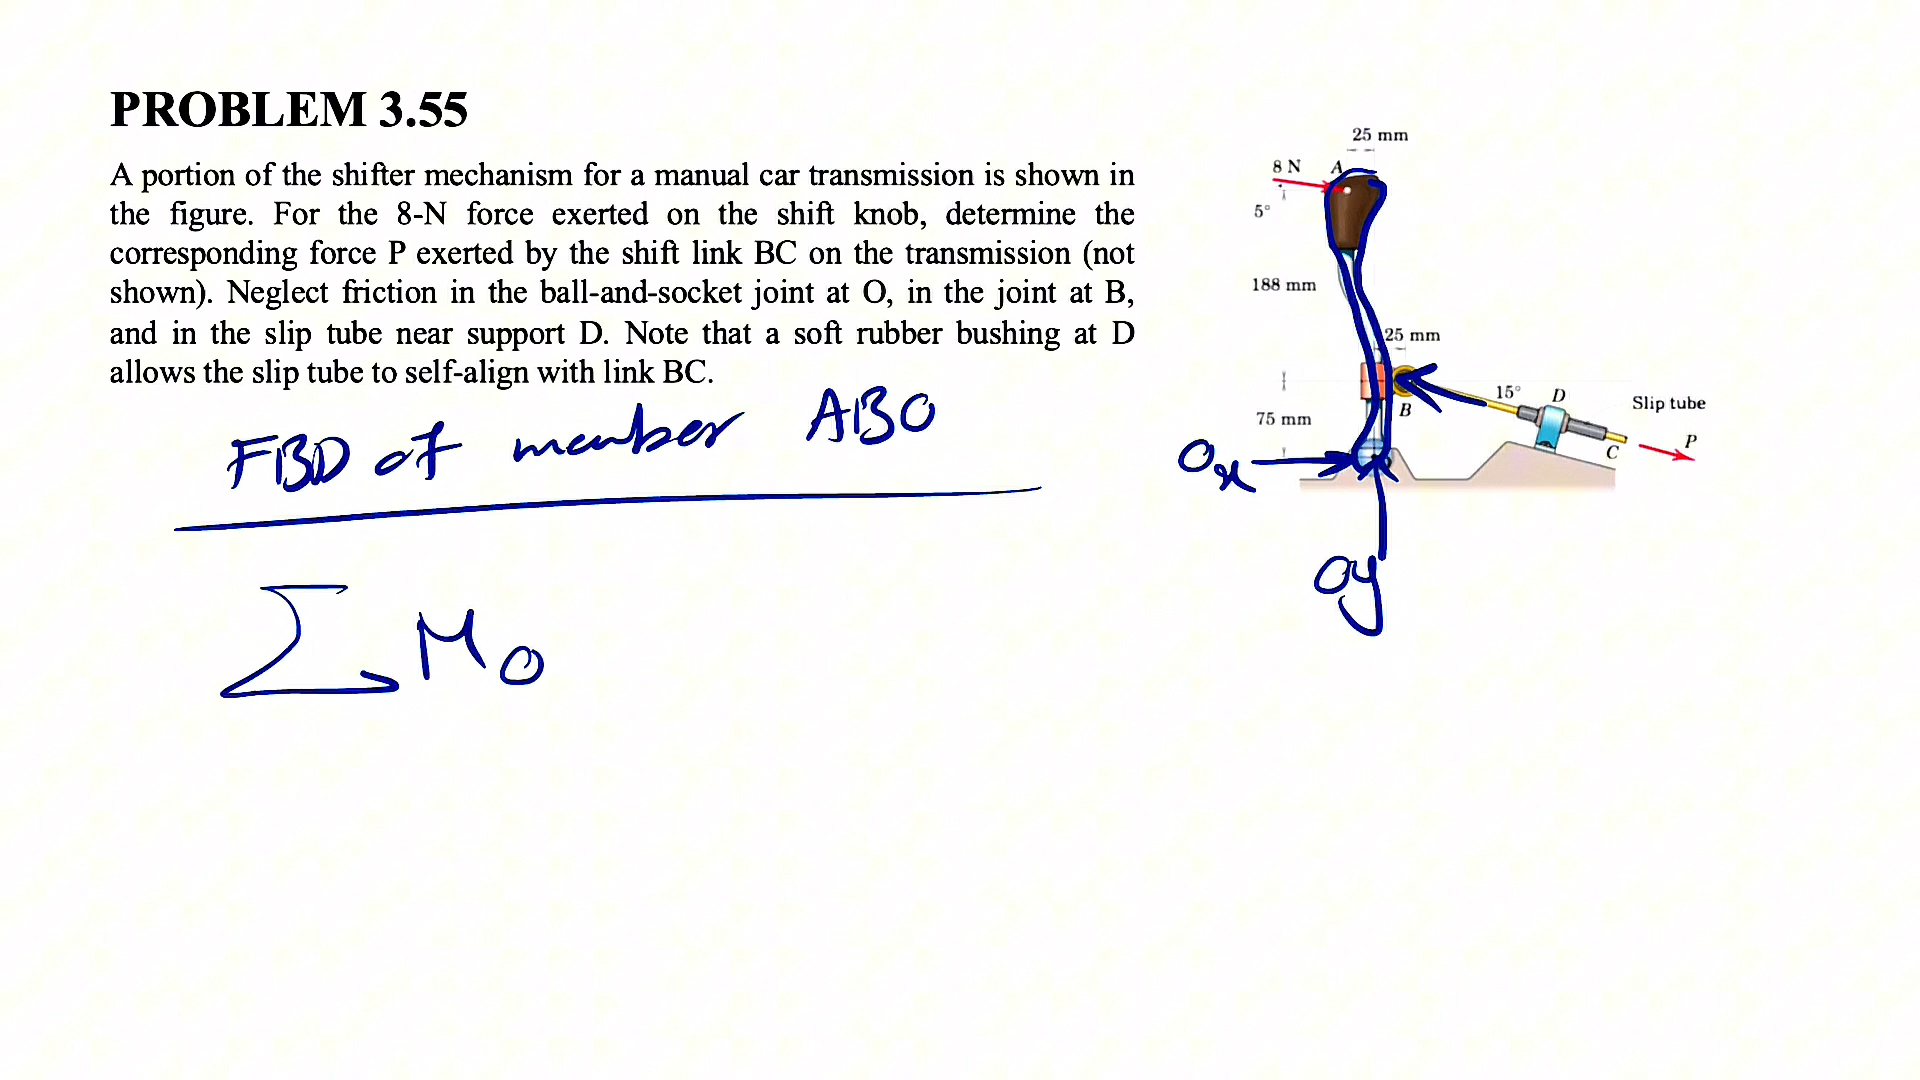 PROBLEM 3.55
A portion of the shifter mechanism for a manual car transmission is shown in
the figure. For the 8-N force exerted on the shift knob, determine the
corresponding force P exerted by the shift link BC on the transmission (not
shown). Neglect friction in the ball-and-socket joint at O, in the joint at B,
and in the slip tube near support D. Note that a soft rubber bushing at D
allows the slip tube to self-align with link BC.
FBD of member ABO
ΣM_O
25 mm
8 N A
5°
188 mm
25 mm
15° D
Slip tube
B
75 mm
P
C
Ox
Oy